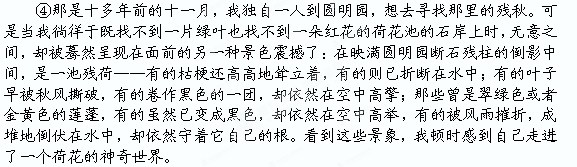 ④那是十多年前的十一月，我独自一人到圆明园，想去寻找那里的残秋。可
是当我徜徉于既找不到一片绿叶也找不到一朵红花的荷花池的石岸上时，无意之
间，却被蓦然呈现在面前的另一种景色震撼了：在映满圆明园断石残柱的倒影中
间，是一池残荷——有的枯梗还高高地耸立着，有的则已折断在水中；有的叶子
早被秋风撕破，有的卷作黑色的一团，却依然在空中高擎；那些曾是翠绿色或者
金黄色的莲蓬，有的虽然已变成黑色，却依然在空中高举，有的被风雨摧折，成
堆地倒伏在水中，却依然守着它自己的根。看到这些景象，我顿时感到自己走进
了一个荷花的神奇世界。